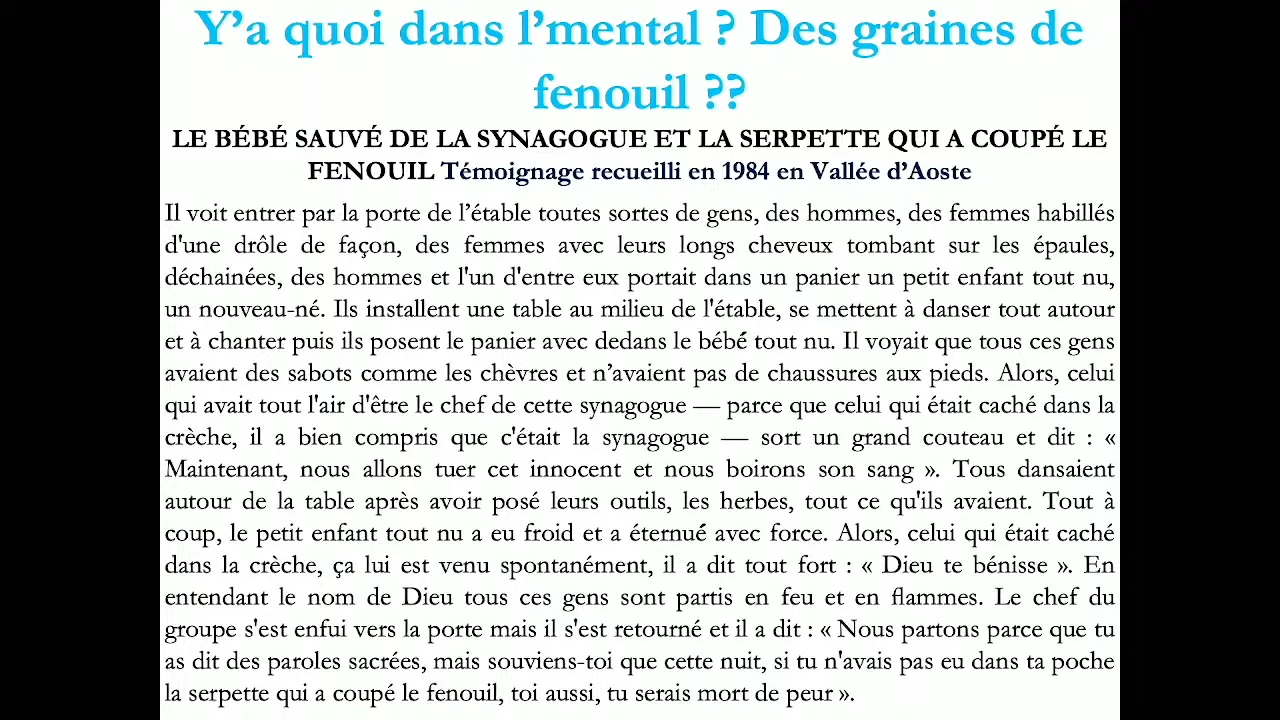 Y’a quoi dans l’mental ? Des graines de
fenouil ??
LE BÉBÉ SAUVÉ DE LA SYNAGOGUE ET LA SERPETTE QUI A COUPÉ LE
FENOUIL Témoignage recueilli en 1984 en Vallée d’Aoste
Il voit entrer par la porte de l’étable toutes sortes de gens, des hommes, des femmes habillés
d'une drôle de façon, des femmes avec leurs longs cheveux tombant sur les épaules,
déchainées, des hommes et l'un d'entre eux portait dans un panier un petit enfant tout nu,
un nouveau-né. Ils installent une table au milieu de l'étable, se mettent à danser tout autour
et à chanter puis ils posent le panier avec dedans le bébé tout nu. Il voyait que tous ces gens
avaient des sabots comme les chèvres et n’avaient pas de chaussures aux pieds. Alors, celui
qui avait tout l'air d'être le chef de cette synagogue — parce que celui qui était caché dans la
crèche, il a bien compris que c'était la synagogue — sort un grand couteau et dit : «
Maintenant, nous allons tuer cet innocent et nous boirons son sang ». Tous dansaient
autour de la table après avoir posé leurs outils, les herbes, tout ce qu'ils avaient. Tout à
coup, le petit enfant tout nu a eu froid et a éternué avec force. Alors, celui qui était caché
dans la crèche, ça lui est venu spontanément, il a dit tout fort : « Dieu te bénisse ». En
entendant le nom de Dieu tous ces gens sont partis en feu et en flammes. Le chef du
groupe s'est enfui vers la porte mais il s'est retourné et il a dit : « Nous partons parce que tu
as dit des paroles sacrées, mais souviens-toi que cette nuit, si tu n'avais pas eu dans ta poche
la serpette qui a coupé le fenouil, toi aussi, tu serais mort de peur ».